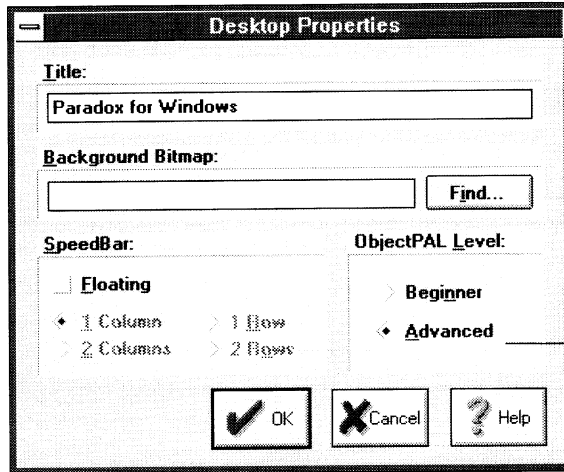 Desktop Properties
Title:
Paradox for Windows
Background Bitmap:
Find...
SpeedBar:
ObjectPAL Level:
Floating
Beginner
1 Column
1 Row
Advanced
2 Columns
2 Rows
OK
Cancel
Help